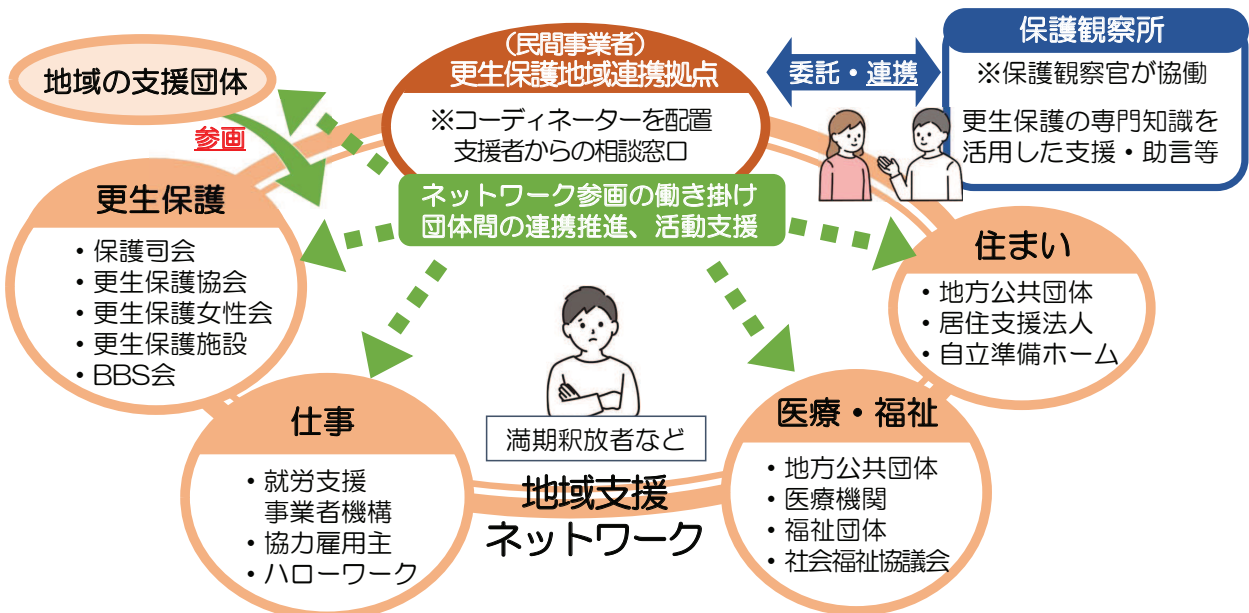 (民間事業者)
更生保護地域連携拠点
※コーディネーターを配置
支援者からの相談窓口
ネットワーク参画の働き掛け
団体間の連携推進、活動支援
委託・連携
保護観察所
※保護観察官が協働
更生保護の専門知識を
活用した支援・助言等
地域の支援団体
参画
更生保護
・保護司会
・更生保護協会
・更生保護女性会
・更生保護施設
・BBS会
住まい
・地方公共団体
・居住支援法人
・自立準備ホーム
仕事
・就労支援
事業者機構
・協力雇用主
・ハローワーク
満期釈放者など
地域支援
ネットワーク
医療・福祉
・地方公共団体
・医療機関
・福祉団体
・社会福祉協議会